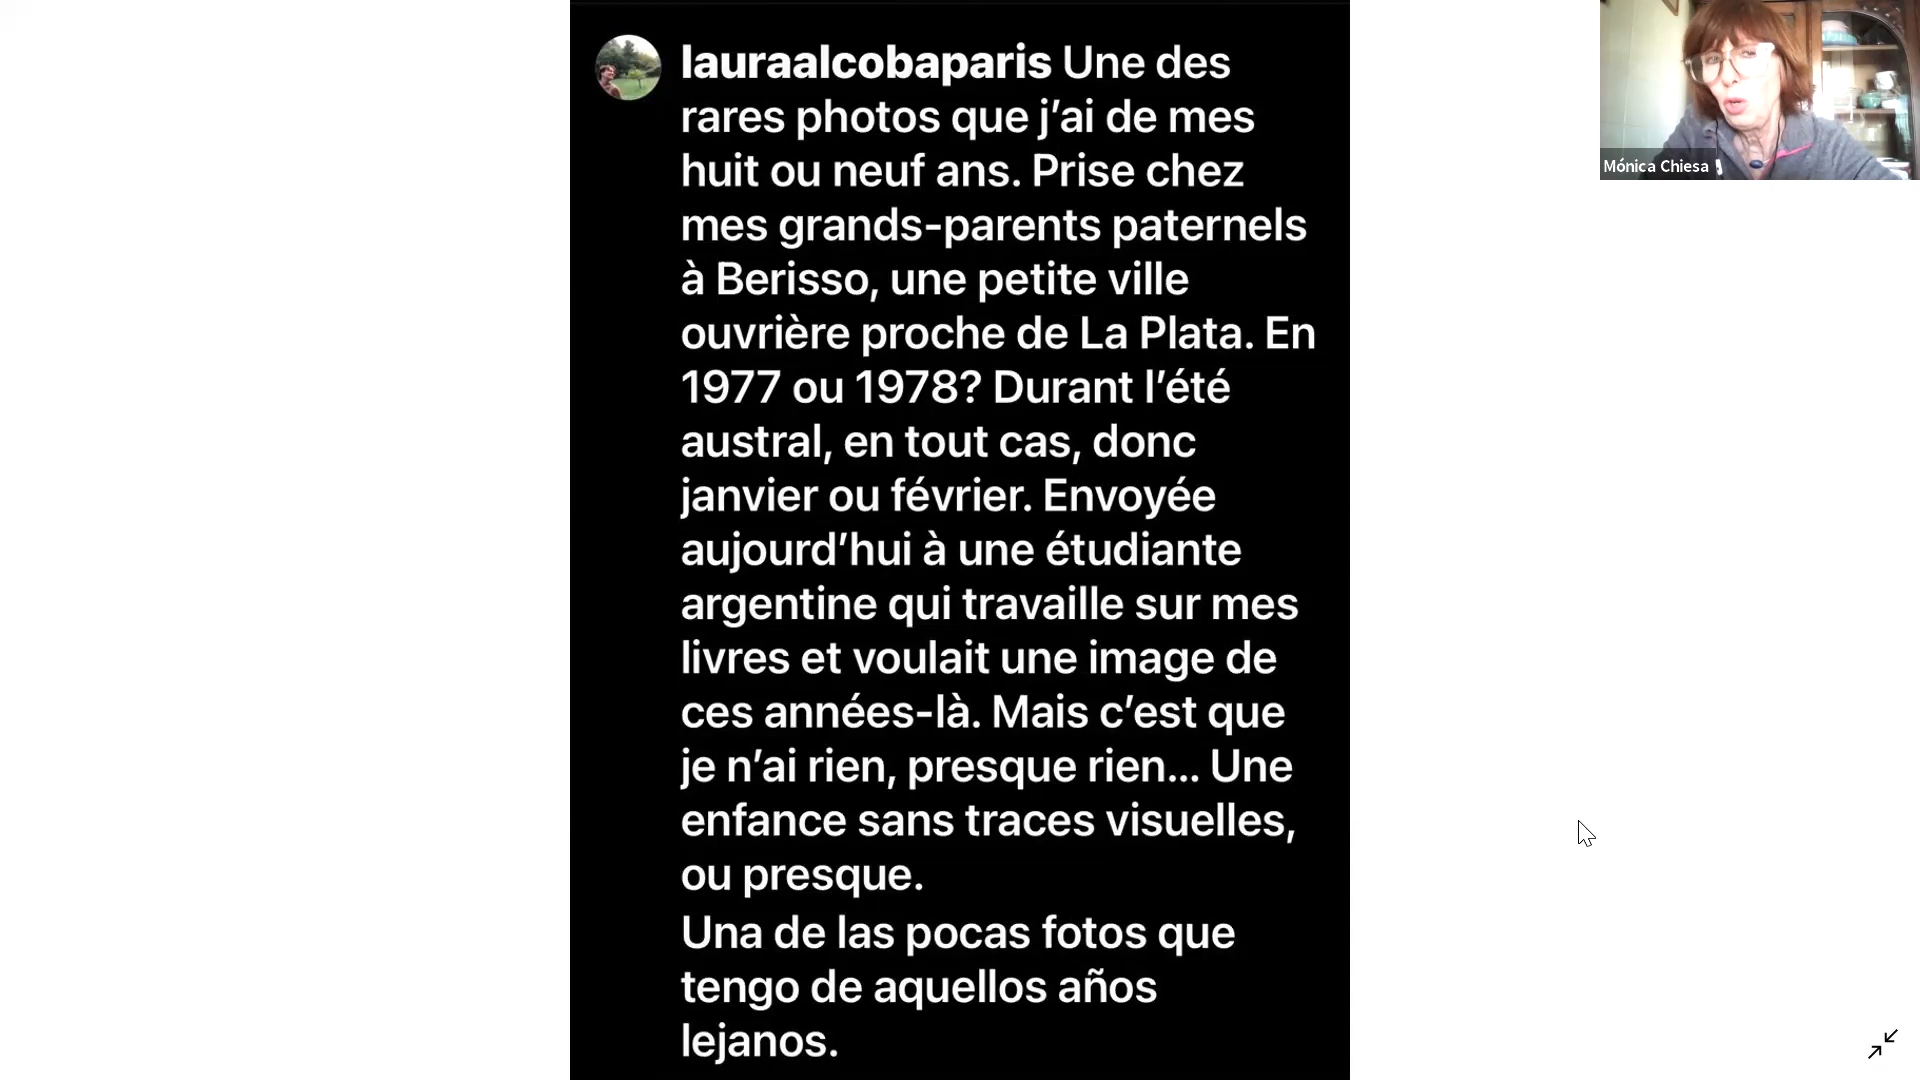 lauraalcobaparis Une des
rares photos que j’ai de mes
huit ou neuf ans. Prise chez
mes grands-parents paternels
à Berisso, une petite ville
ouvrière proche de La Plata. En
1977 ou 1978? Durant l’été
austral, en tout cas, donc
janvier ou février. Envoyée
aujourd’hui à une étudiante
argentine qui travaille sur mes
livres et voulait une image de
ces années-là. Mais c’est que
je n’ai rien, presque rien... Une
enfance sans traces visuelles,
ou presque.
Una de las pocas fotos que
tengo de aquellos años
lejanos.
Mónica Chiesa